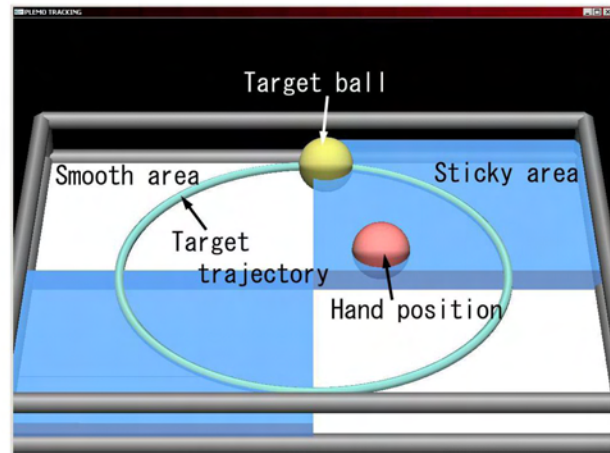 PLEMO TRACKING
Target ball
Smooth area
Sticky area
Target
trajectory
Hand position